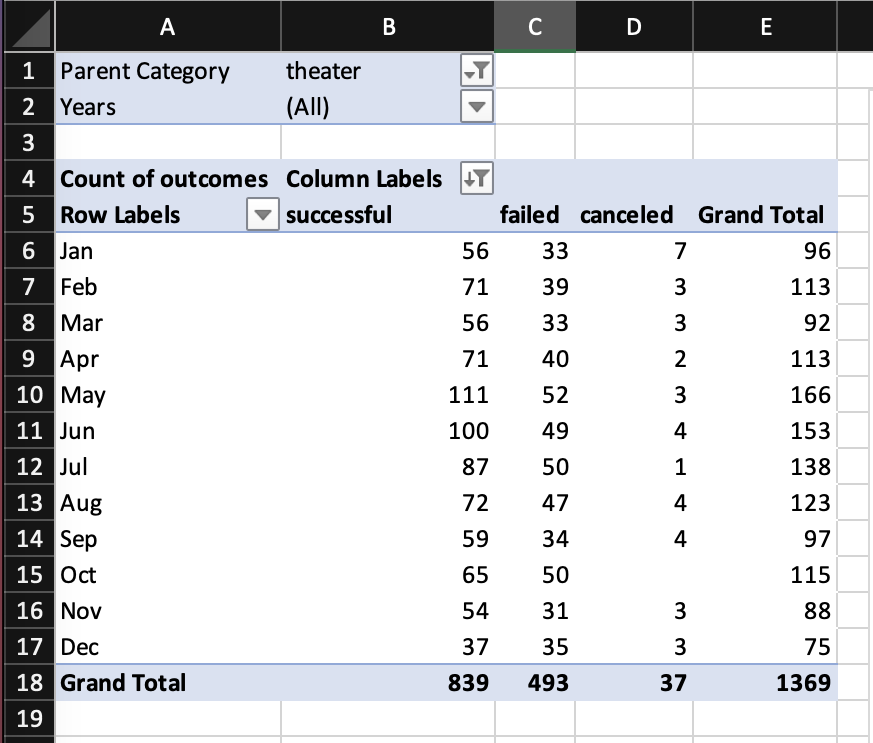 A B C D E
1 Parent Category theater
2 Years (All)
3
4 Count of outcomes Column Labels
5 Row Labels successful failed canceled Grand Total
6 Jan 56 33 7 96
7 Feb 71 39 3 113
8 Mar 56 33 3 92
9 Apr 71 40 2 113
10 May 111 52 3 166
11 Jun 100 49 4 153
12 Jul 87 50 1 138
13 Aug 72 47 4 123
14 Sep 59 34 4 97
15 Oct 65 50 115
16 Nov 54 31 3 88
17 Dec 37 35 3 75
18 Grand Total 839 493 37 1369
19